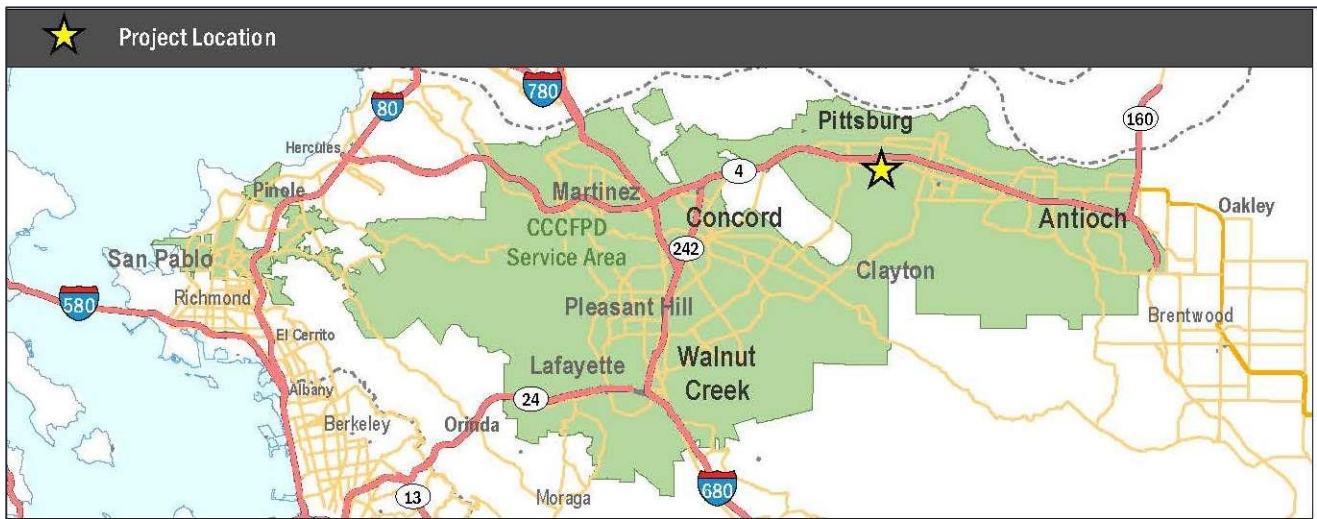 Project Location
80
780
160
Pittsburg
Hercules
4
Pinole
Martinez
Oakley
Concord
Antioch
CCCFPD
Service Area
242
San Pablo
Clayton
580
Richmond
Pleasant Hill
Brentwood
El Cerrito
Walnut
Creek
Lafayette
Albany
24
Berkeley
Orinda
680
13
Moraga